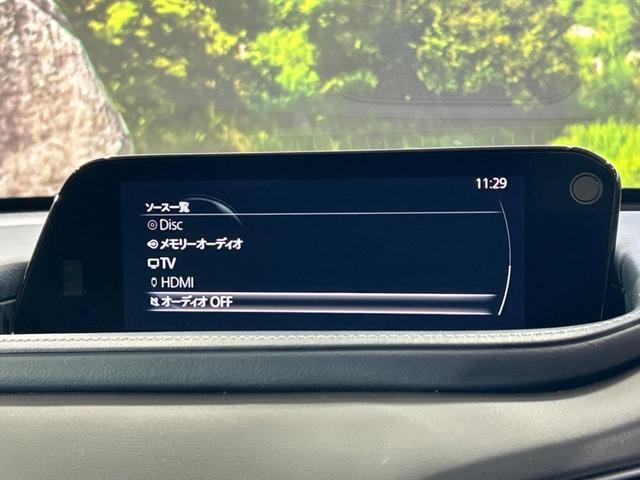 11:29
ソース一覧
Disc
メモリーオーディオ
TV
HDMI
オーディオ OFF